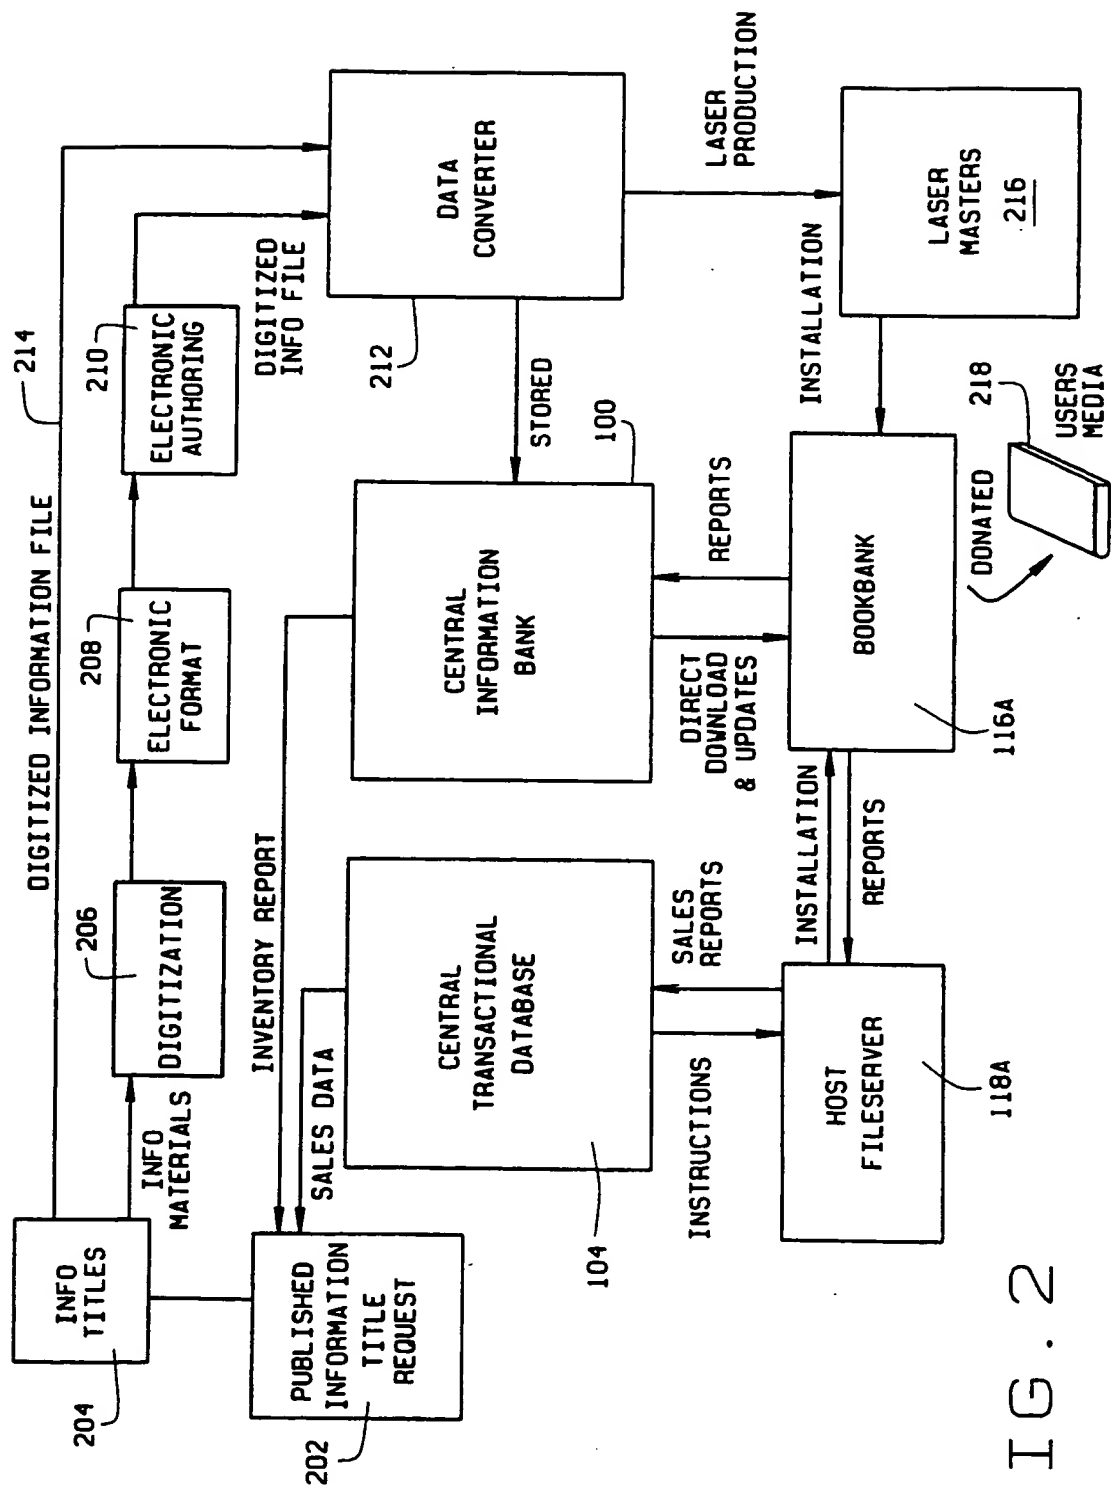 214
DIGITIZED INFORMATION FILE
204
INFO
TITLES
INFO
MATERIALS
206
DIGITIZATION
208
ELECTRONIC
FORMAT
210
ELECTRONIC
AUTHORING
DIGITIZED
INFO FILE
202
PUBLISHED
INFORMATION
TITLE
REQUEST
INVENTORY REPORT
SALES DATA
104
CENTRAL
TRANSACTIONAL
DATABASE
CENTRAL
INFORMATION
BANK
100
STORED
212
DATA
CONVERTER
INSTRUCTIONS
SALES
REPORTS
DIRECT
DOWNLOAD
& UPDATES
REPORTS
LASER
PRODUCTION
HOST
FILESERVER
118A
INSTALLATION
REPORTS
BOOKBANK
116A
INSTALLATION
LASER
MASTERS
216
DONATED
218
USERS
MEDIA
IG. 2